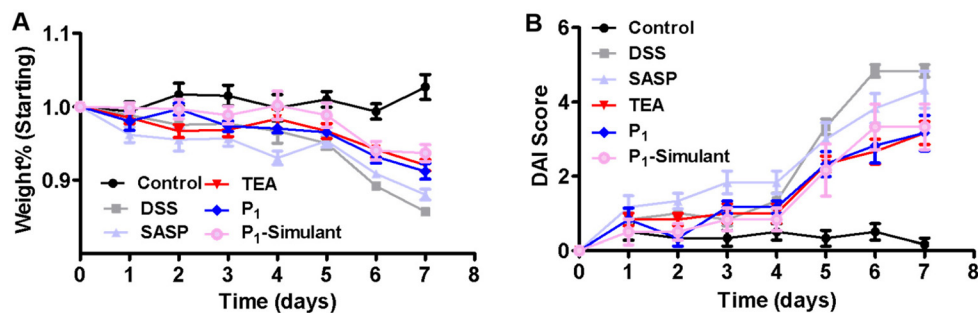 A
Weight% (Starting)
1.1
1.0
0.9
Control
DSS
SASP
TEA
P₁
P₁-Simulant
0 1 2 3 4 5 6 7 8
Time (days)
B
DAI Score
6
4
2
0
Control
DSS
SASP
TEA
P₁
P₁-Simulant
0 1 2 3 4 5 6 7 8
Time (days)